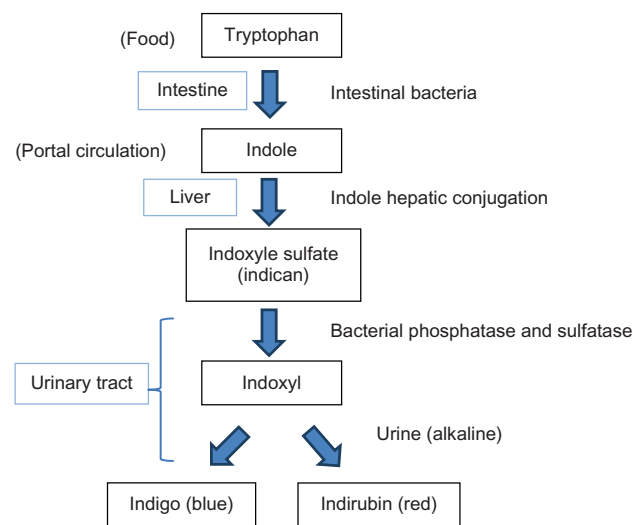 (Food)
Tryptophan
Intestine
Intestinal bacteria
(Portal circulation)
Indole
Liver
Indole hepatic conjugation
Indoxyle sulfate
(indican)
Bacterial phosphatase and sulfatase
Urinary tract
Indoxyl
Urine (alkaline)
Indigo (blue)
Indirubin (red)